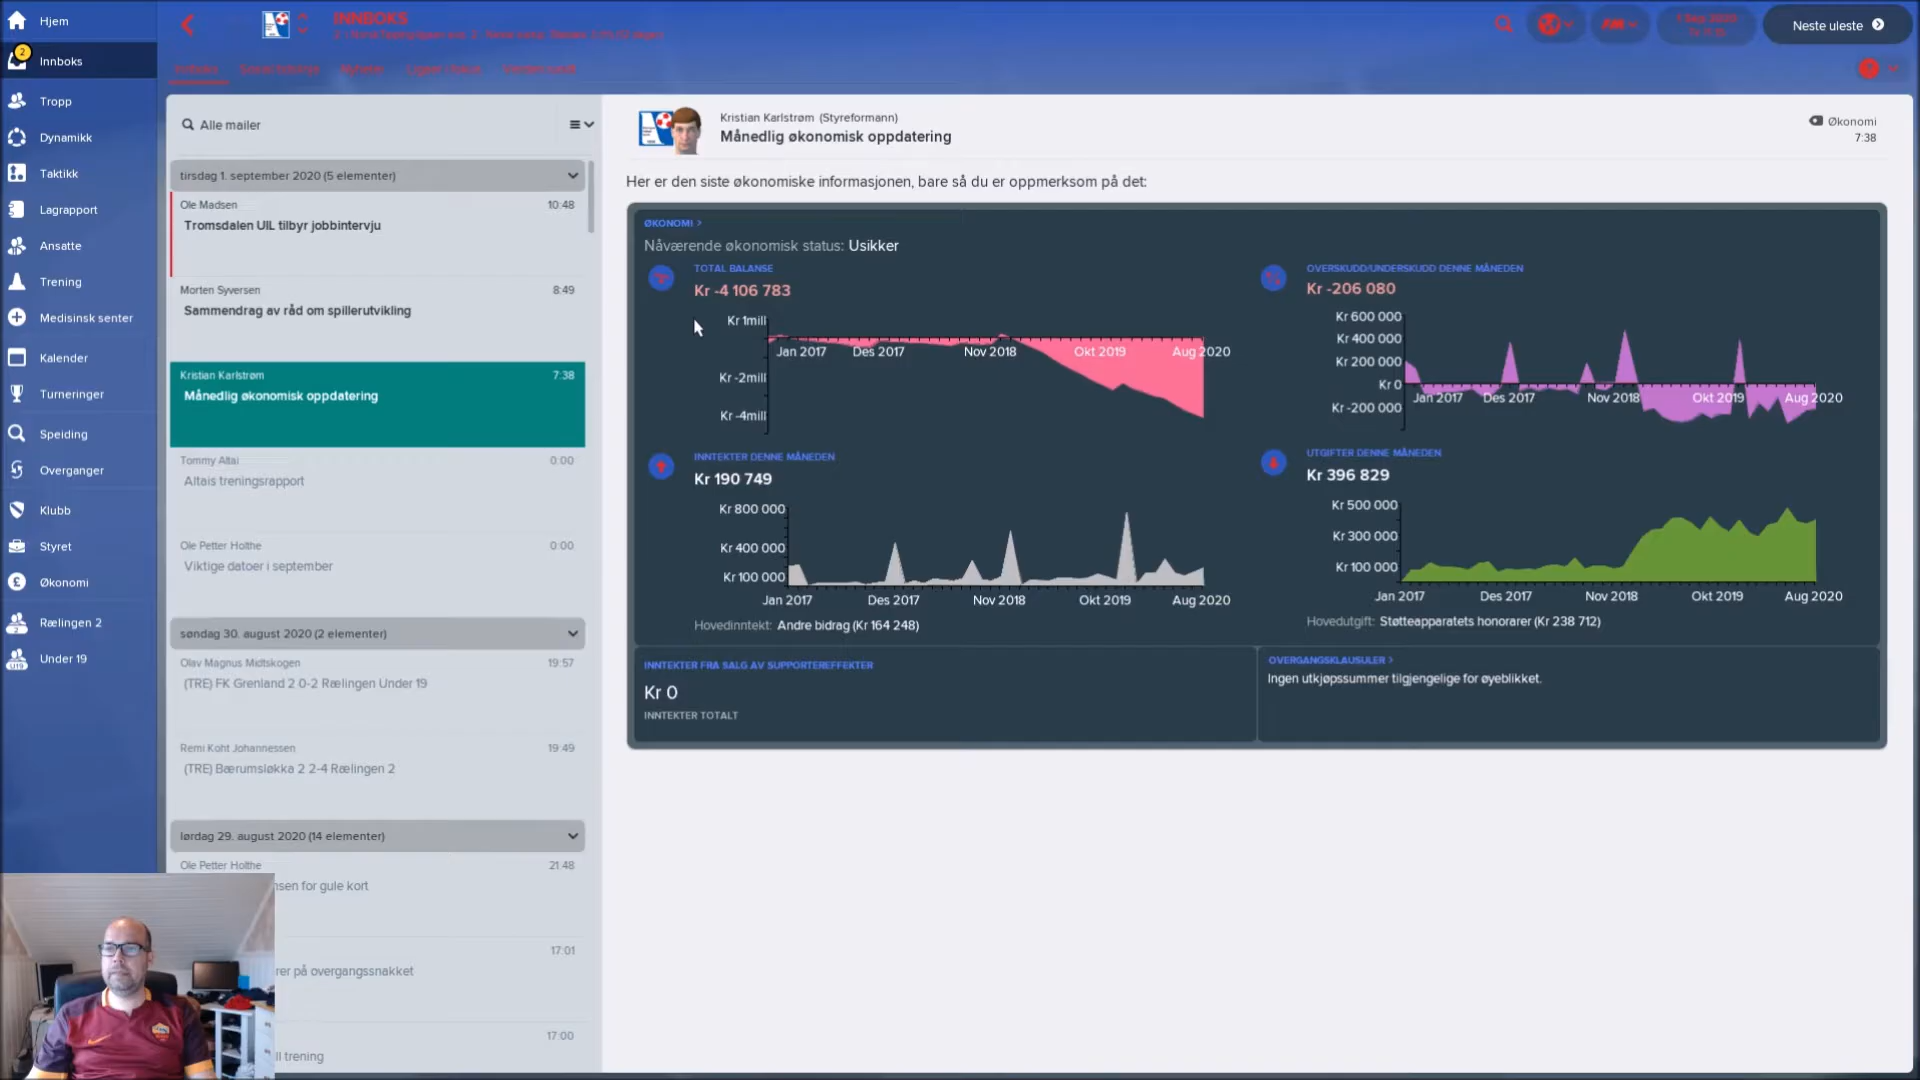 Hjem
INNBOKS
Neste uleste
2
Innboks
Tropp
Dynamikk
Taktikk
Lagrapport
Ansatte
Trening
Medisinsk senter
Kalender
Turneringer
Speiding
Overganger
Klubb
Styret
Økonomi
Rælingen 2
Under 19
Innboks
Nyheter
Alle mailer
tirsdag 1. september 2020 (5 elementer)
Ole Madsen 10:48
Tromsdalen UIL tilbyr jobbintervju
Morten Syversen 8:49
Sammendrag av råd om spillerutvikling
Kristian Karlstrøm 7:38
Månedlig økonomisk oppdatering
Tommy Altai 0:00
Altais treningsrapport
Ole Petter Holthe 0:00
Viktige datoer i september
søndag 30. august 2020 (2 elementer)
Olav Magnus Midtskogen 19:57
(TRE) FK Grenland 2 0-2 Rælingen Under 19
Remi Koht Johannessen 19:49
(TRE) Bærumsløkka 2 2-4 Rælingen 2
lørdag 29. august 2020 (14 elementer)
Ole Petter Holthe 21:48
nsen for gule kort
17:01
rer på overgangssnakket
17:00
ll trening
Kristian Karlstrøm (Styreformann)
Månedlig økonomisk oppdatering
Økonomi
7:38
Her er den siste økonomiske informasjonen, bare så du er oppmerksom på det:
ØKONOMI >
Nåværende økonomisk status: Usikker
TOTAL BALANSE
Kr -4 106 783
Kr 1mill
Kr -2mill
Kr -4mill
Jan 2017 Des 2017 Nov 2018 Okt 2019 Aug 2020
OVERSKUDD/UNDERSKUDD DENNE MÅNEDEN
Kr -206 080
Kr 600 000
Kr 400 000
Kr 200 000
Kr 0
Kr -200 000
Jan 2017 Des 2017 Nov 2018 Okt 2019 Aug 2020
INNTEKTER DENNE MÅNEDEN
Kr 190 749
Kr 800 000
Kr 400 000
Kr 100 000
Jan 2017 Des 2017 Nov 2018 Okt 2019 Aug 2020
Hovedinntekt: Andre bidrag (Kr 164 248)
UTGIFTER DENNE MÅNEDEN
Kr 396 829
Kr 500 000
Kr 300 000
Kr 100 000
Jan 2017 Des 2017 Nov 2018 Okt 2019 Aug 2020
Hovedutgift: Støtteapparatets honorarer (Kr 238 712)
INNTEKTER FRA SALG AV SUPPORTEREFFEKTER
Kr 0
INNTEKTER TOTALT
OVERGANGSKLAUSULER >
Ingen utkjøpssummer tilgjengelige for øyeblikket.